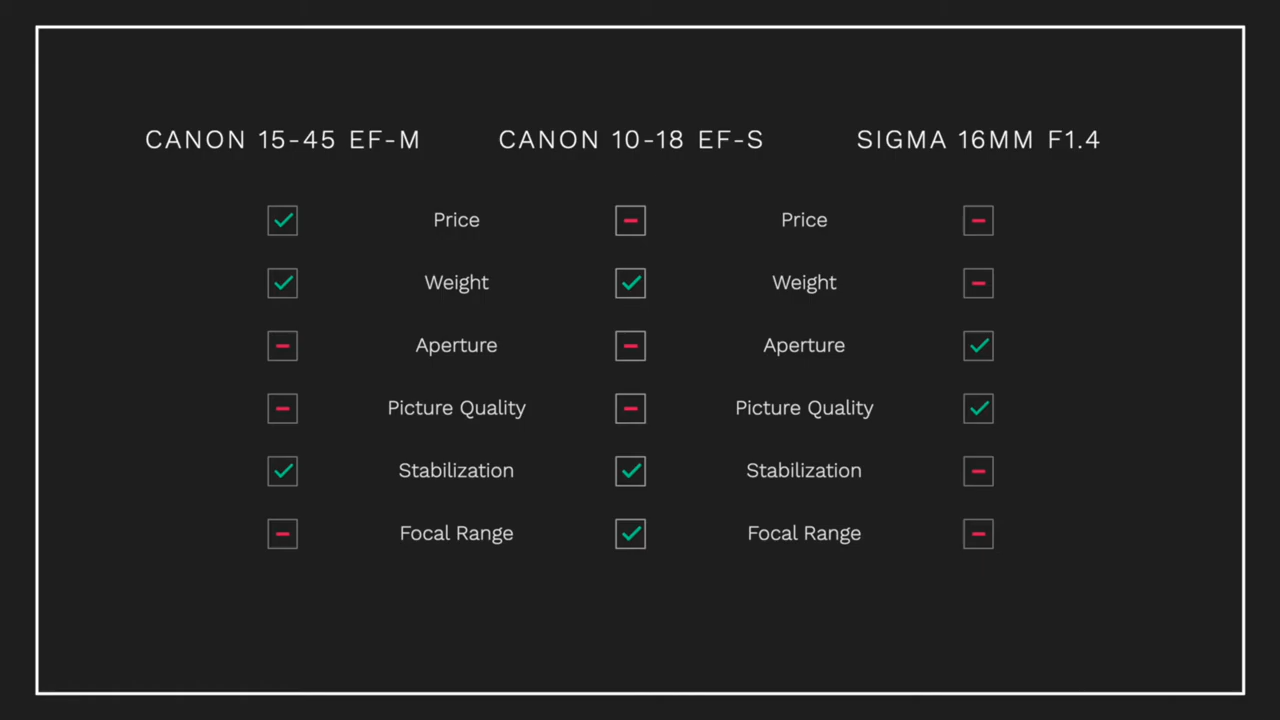 CANON 15-45 EF-M CANON 10-18 EF-S SIGMA 16MM F1.4
Price Price
Weight Weight
Aperture Aperture
Picture Quality Picture Quality
Stabilization Stabilization
Focal Range Focal Range